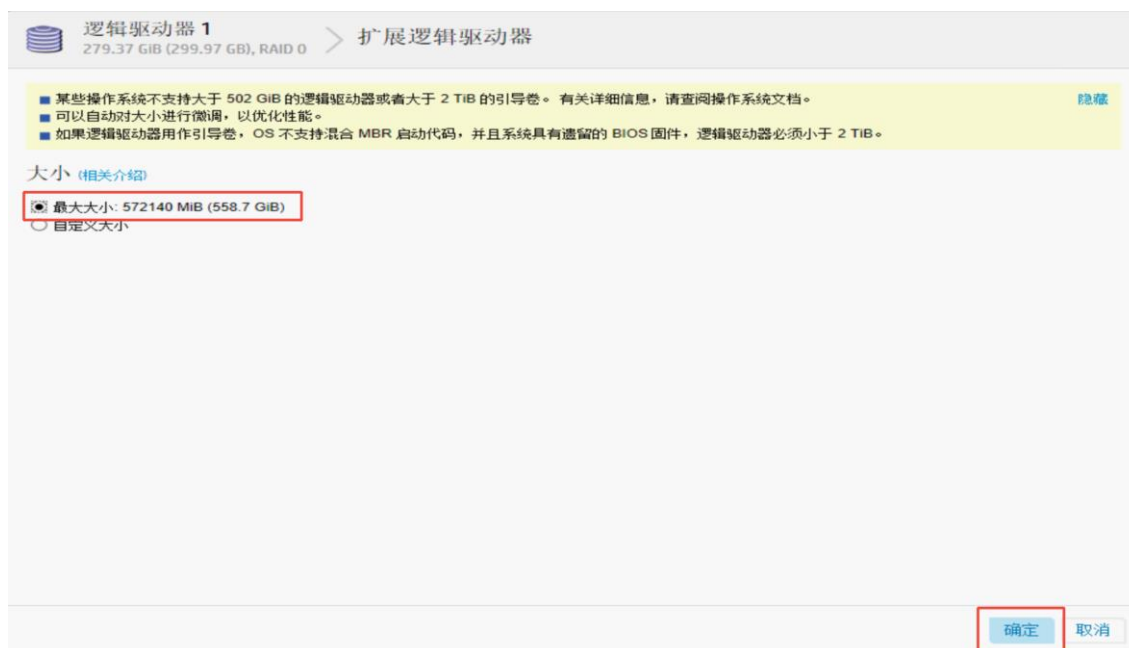 逻辑驱动器 1
279.37 GiB (299.97 GB), RAID 0
扩展逻辑驱动器
某些操作系统不支持大于 502 GiB 的逻辑驱动器或者大于 2 TiB 的引导卷。 有关详细信息，请查阅操作系统文档。
隐藏
可以自动对大小进行微调，以优化性能。
如果逻辑驱动器用作引导卷，OS 不支持混合 MBR 启动代码，并且系统具有遗留的 BIOS 固件，逻辑驱动器必须小于 2 TiB。
大小 (相关介绍)
最大大小: 572140 MiB (558.7 GiB)
自定义大小
确定
取消